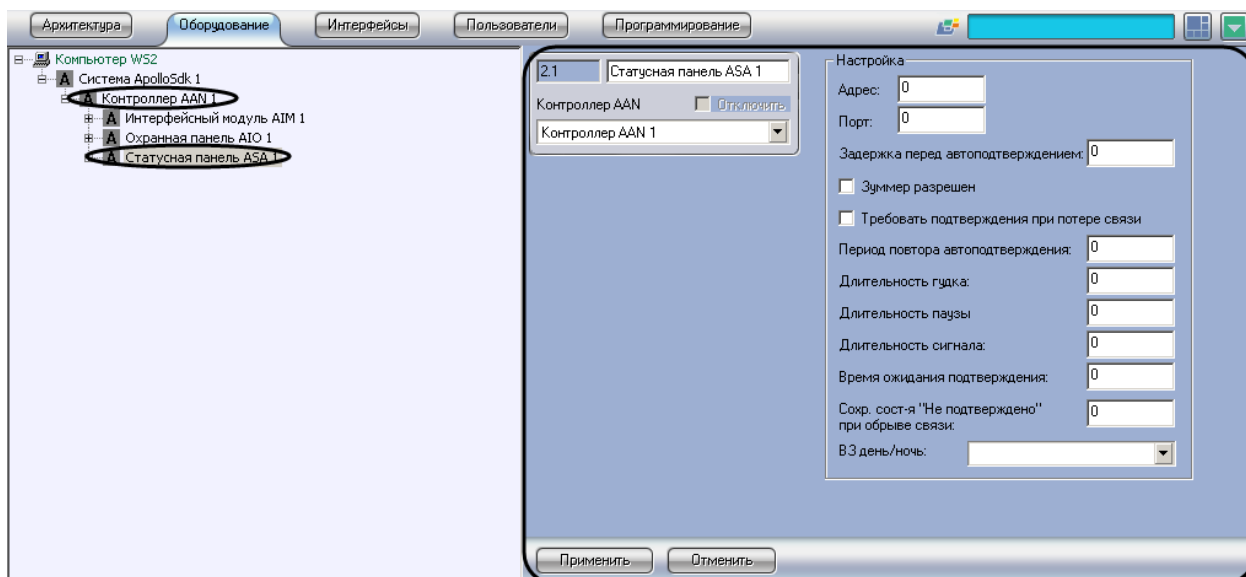 Архитектура Оборудование Интерфейсы Пользователи Программирование
Компьютер WS2
A Система ApolloSdk 1
A Контроллер AAN 1
A Интерфейсный модуль AIM 1
A Охранная панель AIO 1
A Статусная панель ASA 1
2.1 Статусная панель ASA 1
Контроллер AAN Отключить
Контроллер AAN 1
Настройка
Адрес: 0
Порт: 0
Задержка перед автоподтверждением: 0
Зуммер разрешен
Требовать подтверждения при потере связи
Период повтора автоподтверждения: 0
Длительность гудка: 0
Длительность паузы 0
Длительность сигнала: 0
Время ожидания подтверждения: 0
Сохр. сост-я "Не подтверждено" 0
при обрыве связи:
ВЗ день/ночь:
Применить Отменить